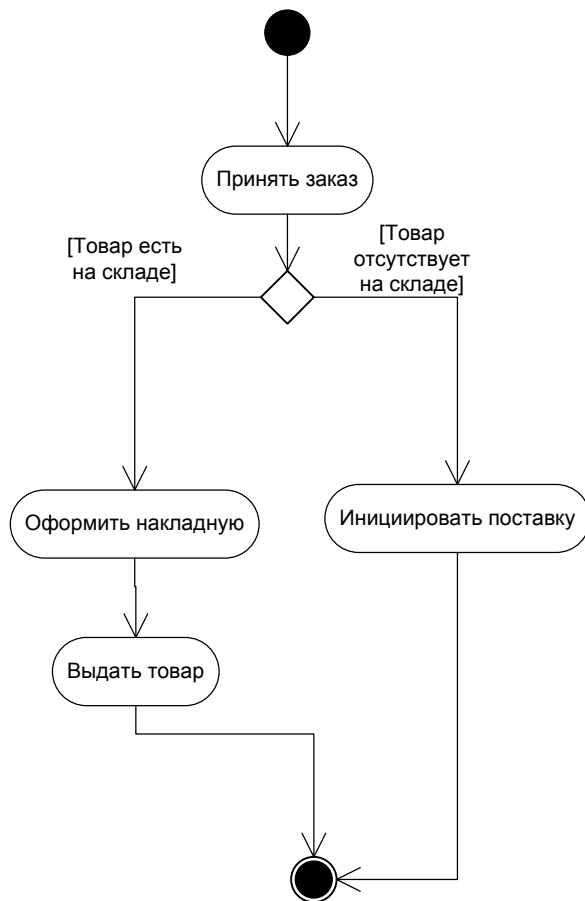 Принять заказ
[Товар есть
на складе]
[Товар
отсутствует
на складе]
Оформить накладную
Инициировать поставку
Выдать товар